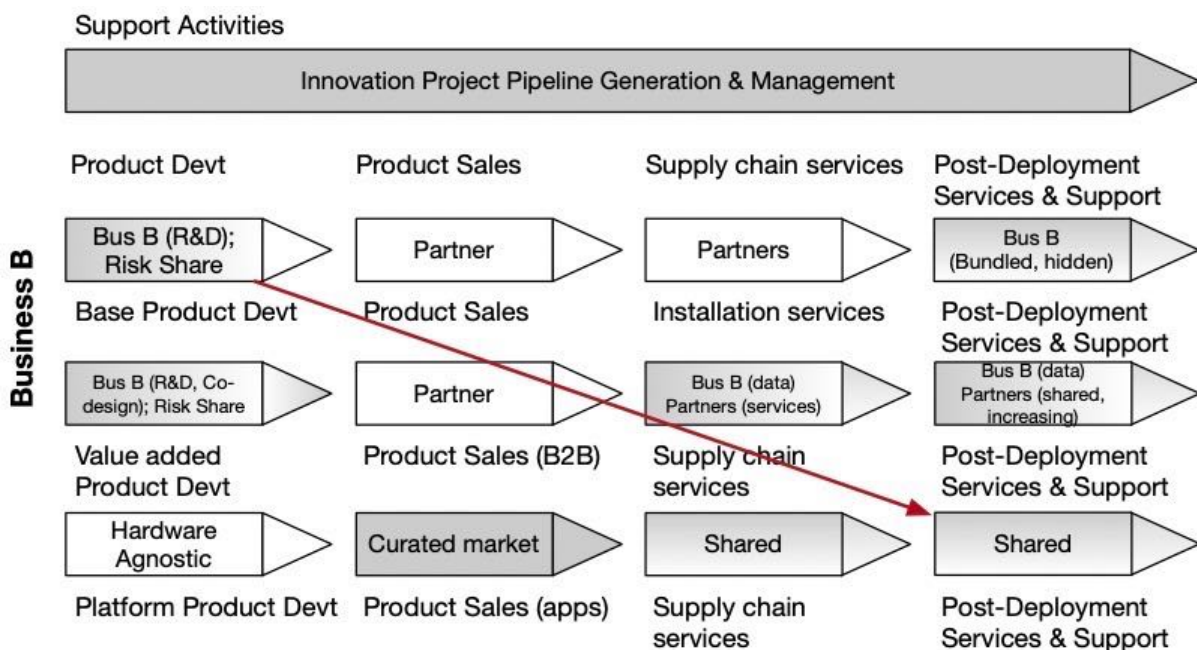 Support Activities
Innovation Project Pipeline Generation & Management
Product Devt
Product Sales
Supply chain services
Post-Deployment
Services & Support
Business B
Bus B (R&D);
Risk Share
Partner
Partners
Bus B
(Bundled, hidden)
Base Product Devt
Product Sales
Installation services
Post-Deployment
Services & Support
Bus B (R&D, Co-
design); Risk Share
Partner
Bus B (data)
Partners (services)
Bus B (data)
Partners (shared,
increasing)
Value added
Product Devt
Product Sales (B2B)
Supply chain
services
Post-Deployment
Services & Support
Hardware
Agnostic
Curated market
Shared
Shared
Platform Product Devt
Product Sales (apps)
Supply chain
services
Post-Deployment
Services & Support